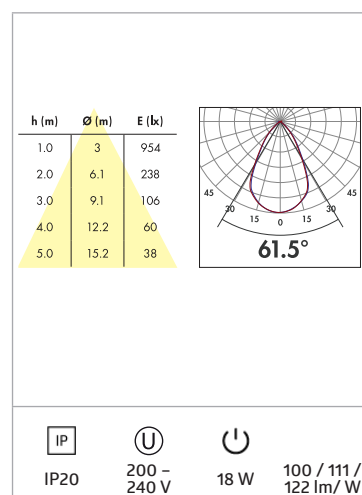 h (m) Ø (m) E (lx)
1.0 3 954
2.0 6.1 238
3.0 9.1 106
4.0 12.2 60
5.0 15.2 38
45 45
30 30
15 0 15
61.5°
IP U
IP20 200 – 240 V 18 W 100 / 111 / 122 lm/ W